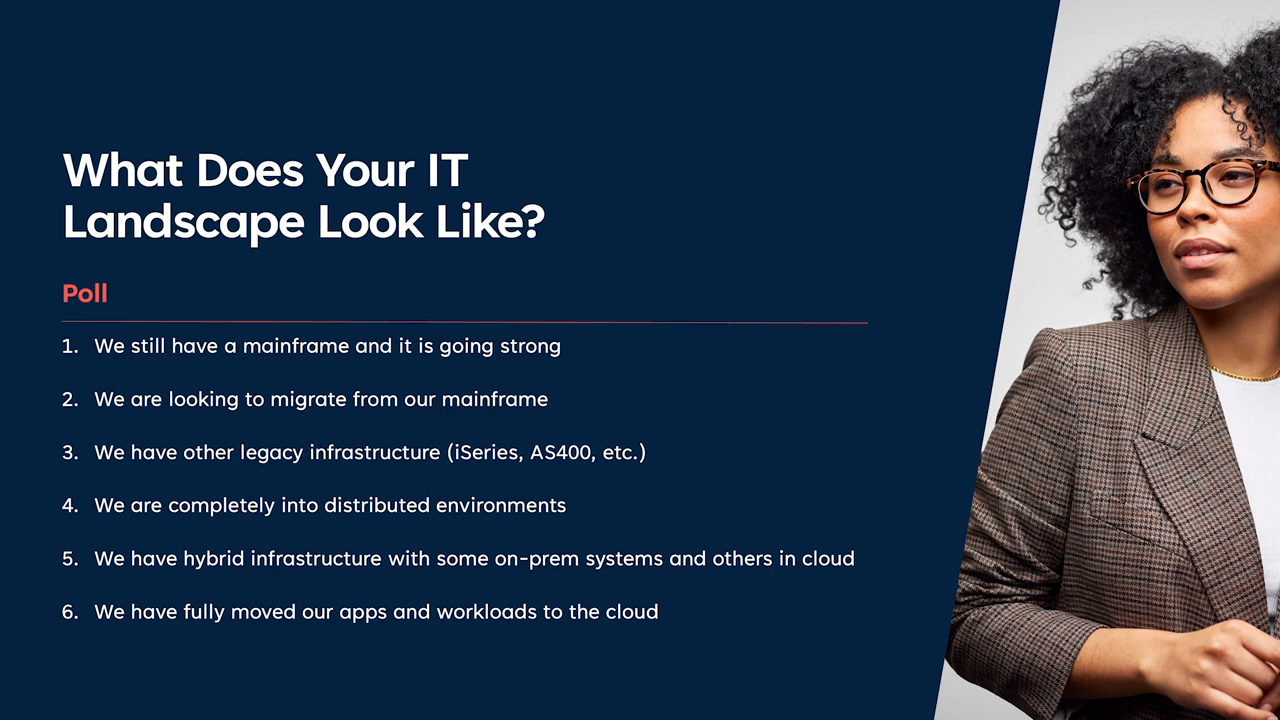 What Does Your IT
Landscape Look Like?
Poll
1. We still have a mainframe and it is going strong
2. We are looking to migrate from our mainframe
3. We have other legacy infrastructure (iSeries, AS400, etc.)
4. We are completely into distributed environments
5. We have hybrid infrastructure with some on-prem systems and others in cloud
6. We have fully moved our apps and workloads to the cloud